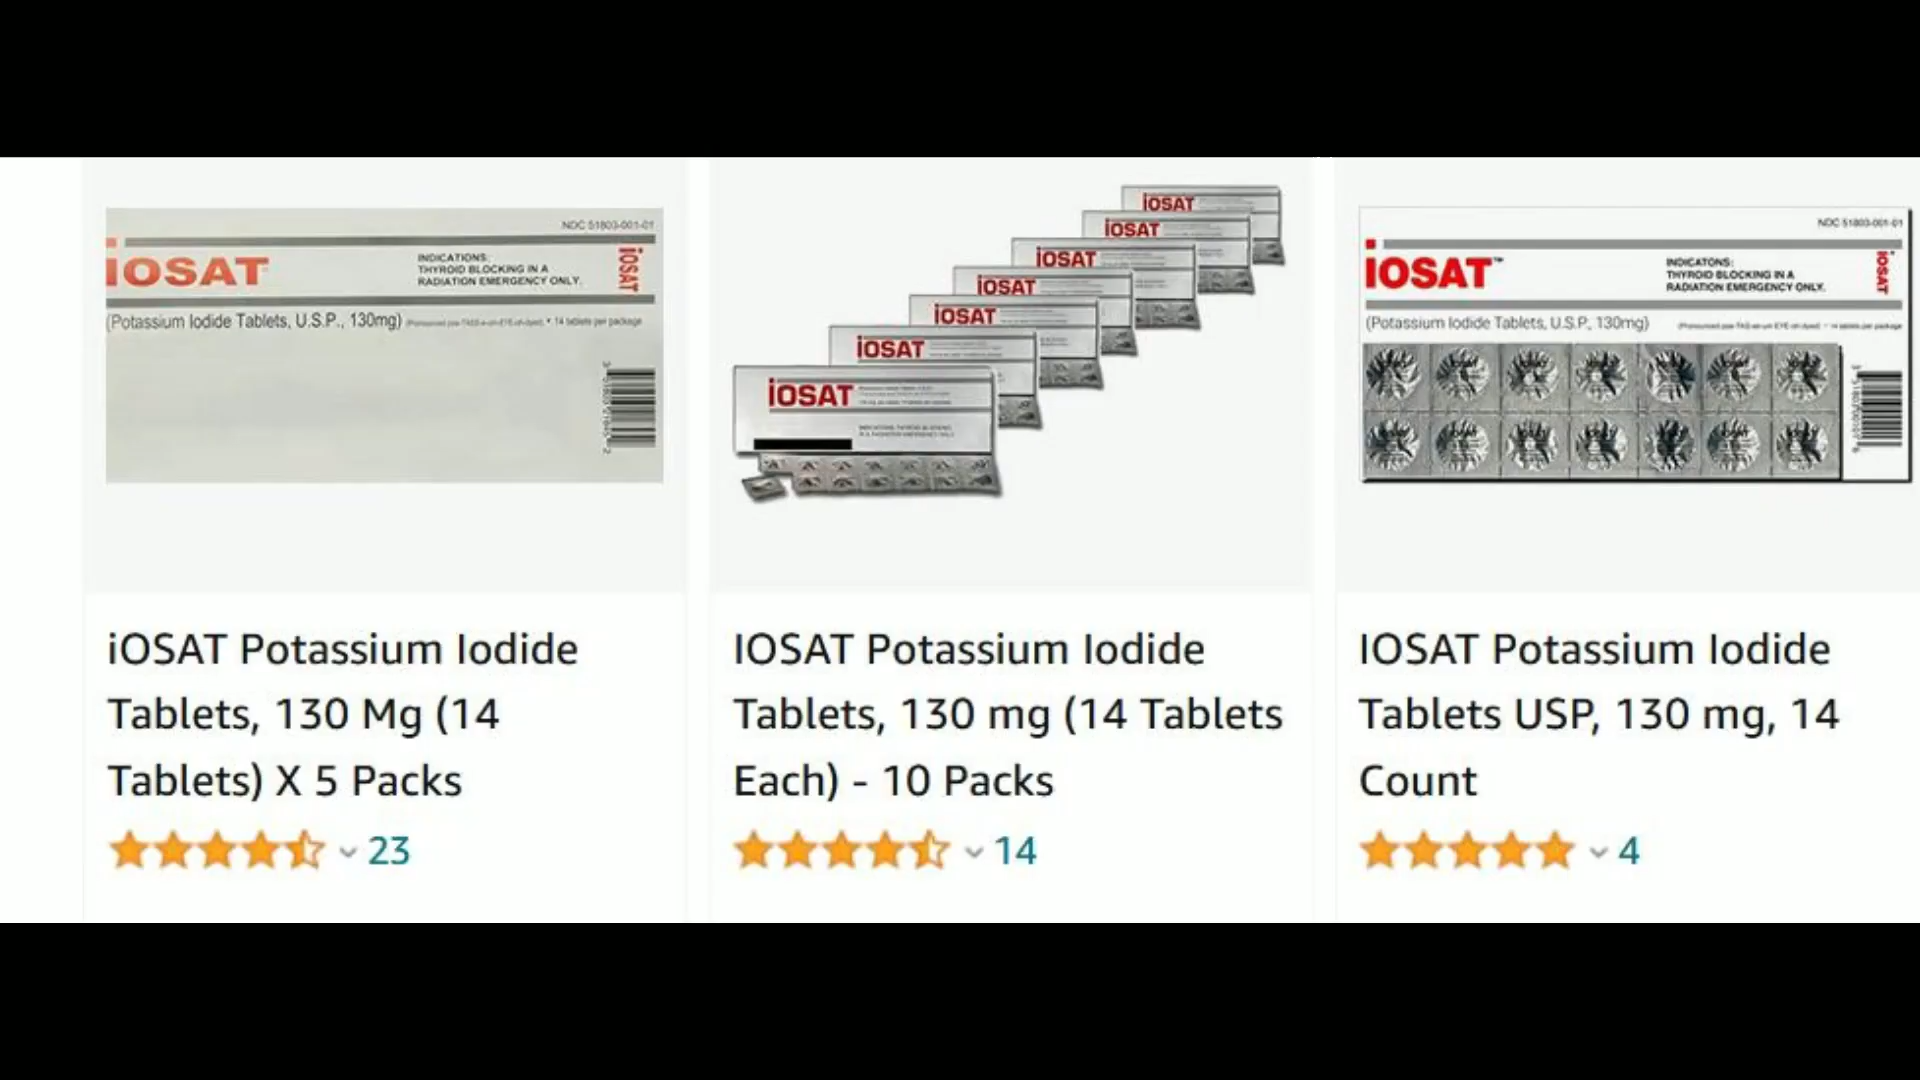 NDC 51803-001-01
iOSAT
INDICATIONS:
THYROID BLOCKING IN A
RADIATION EMERGENCY ONLY.
iOSAT
(Potassium Iodide Tablets, U.S.P., 130mg)
14 tablets per package
iOSAT
iOSAT
iOSAT
iOSAT
iOSAT
iOSAT
iOSAT
NDC 51803-001-01
iOSAT™
INDICATONS:
THYROID BLOCKING IN A
RADIATION EMERGENCY ONLY.
iOSAT
(Potassium Iodide Tablets, U.S.P., 130mg)
14 tablets per package
iOSAT Potassium Iodide
Tablets, 130 Mg (14
Tablets) X 5 Packs
23
IOSAT Potassium Iodide
Tablets, 130 mg (14 Tablets
Each) - 10 Packs
14
IOSAT Potassium Iodide
Tablets USP, 130 mg, 14
Count
4